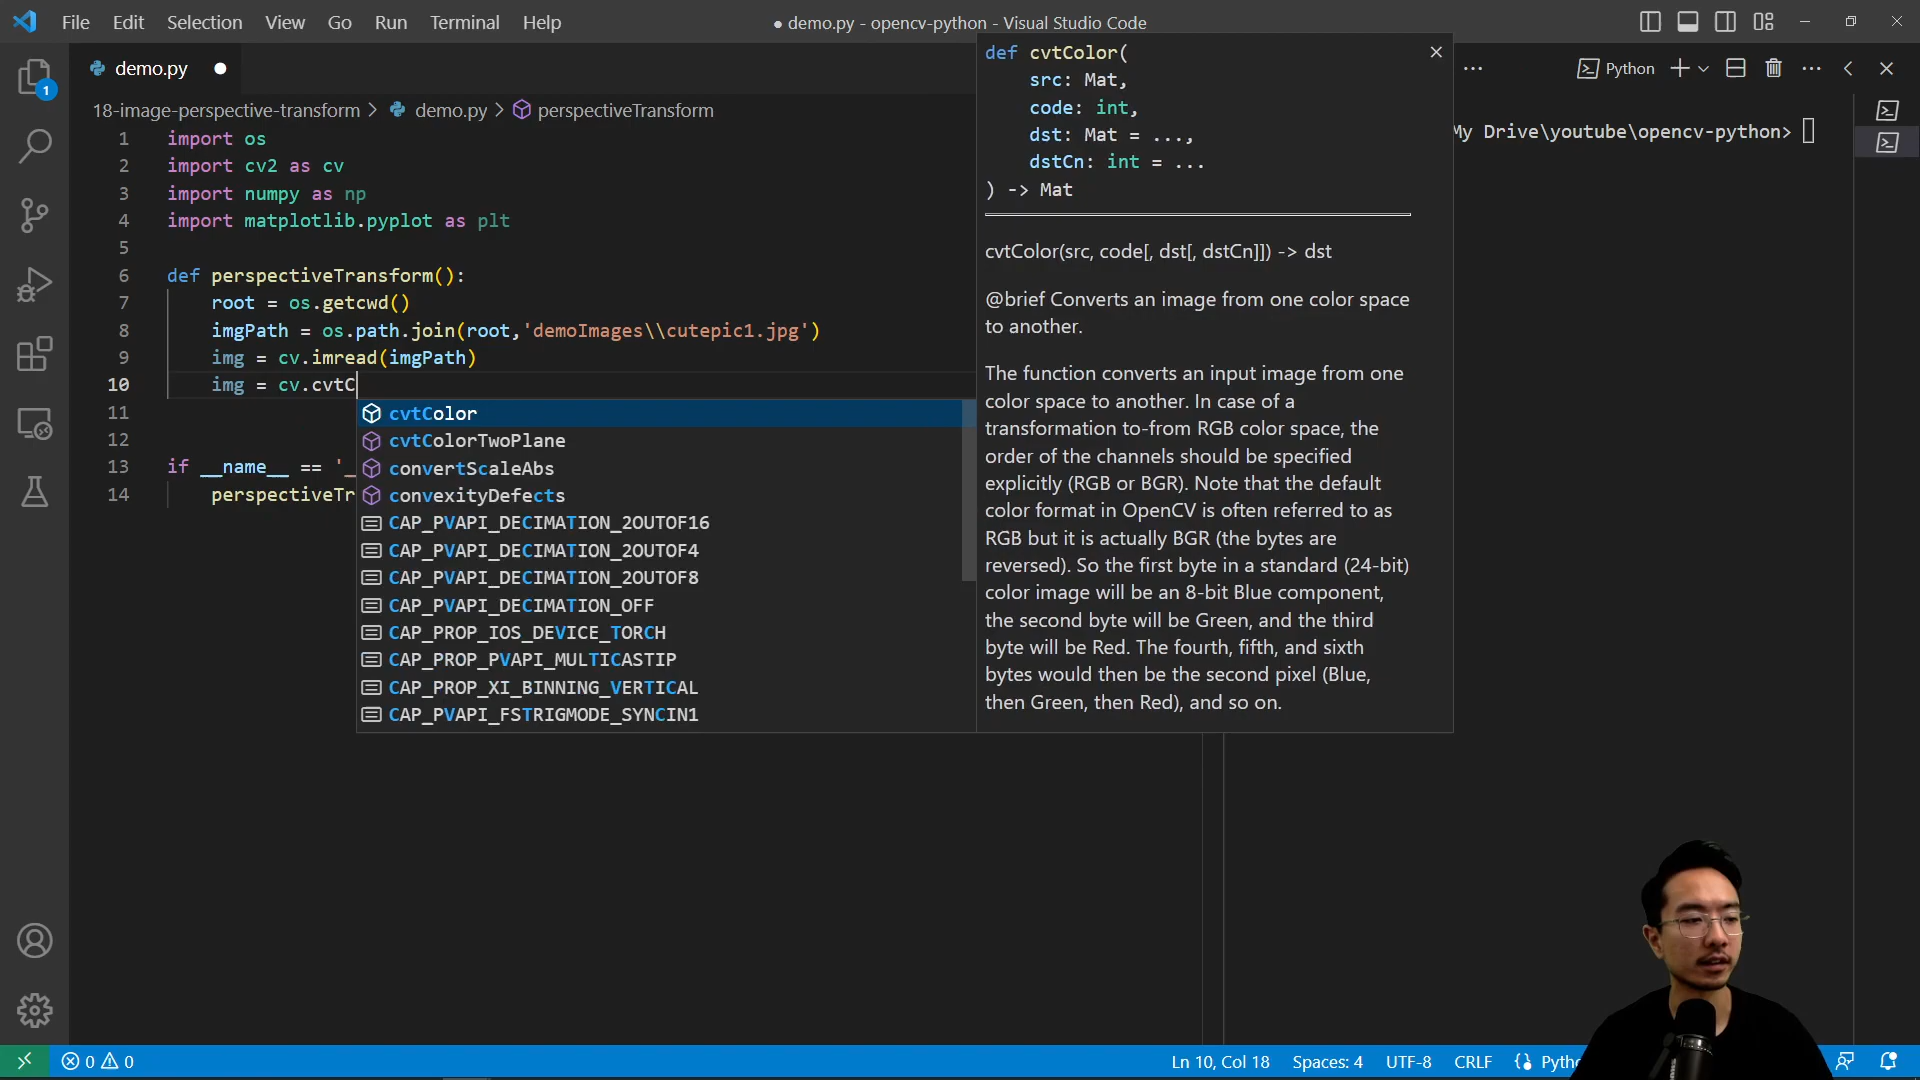 File Edit Selection View Go Run Terminal Help
● demo.py - opencv-python - Visual Studio Code
demo.py
Python
18-image-perspective-transform > demo.py > perspectiveTransform
1 import os
2 import cv2 as cv
3 import numpy as np
4 import matplotlib.pyplot as plt
5
6 def perspectiveTransform():
7 root = os.getcwd()
8 imgPath = os.path.join(root,'demoImages\\cutepic1.jpg')
9 img = cv.imread(imgPath)
10 img = cv.cvtC
11
12
13 if __name__ == '_
14 perspectiveTr
cvtColor
cvtColorTwoPlane
convertScaleAbs
convexityDefects
CAP_PVAPI_DECIMATION_2OUTOF16
CAP_PVAPI_DECIMATION_2OUTOF4
CAP_PVAPI_DECIMATION_2OUTOF8
CAP_PVAPI_DECIMATION_OFF
CAP_PROP_IOS_DEVICE_TORCH
CAP_PROP_PVAPI_MULTICASTIP
CAP_PROP_XI_BINNING_VERTICAL
CAP_PVAPI_FSTRIGMODE_SYNCIN1
def cvtColor(
src: Mat,
code: int,
dst: Mat = ...,
dstCn: int = ...
) -> Mat
cvtColor(src, code[, dst[, dstCn]]) -> dst
@brief Converts an image from one color space
to another.
The function converts an input image from one
color space to another. In case of a
transformation to-from RGB color space, the
order of the channels should be specified
explicitly (RGB or BGR). Note that the default
color format in OpenCV is often referred to as
RGB but it is actually BGR (the bytes are
reversed). So the first byte in a standard (24-bit)
color image will be an 8-bit Blue component,
the second byte will be Green, and the third
byte will be Red. The fourth, fifth, and sixth
bytes would then be the second pixel (Blue,
then Green, then Red), and so on.
My Drive\youtube\opencv-python>
1
0 0
Ln 10, Col 18 Spaces: 4 UTF-8 CRLF Pytho